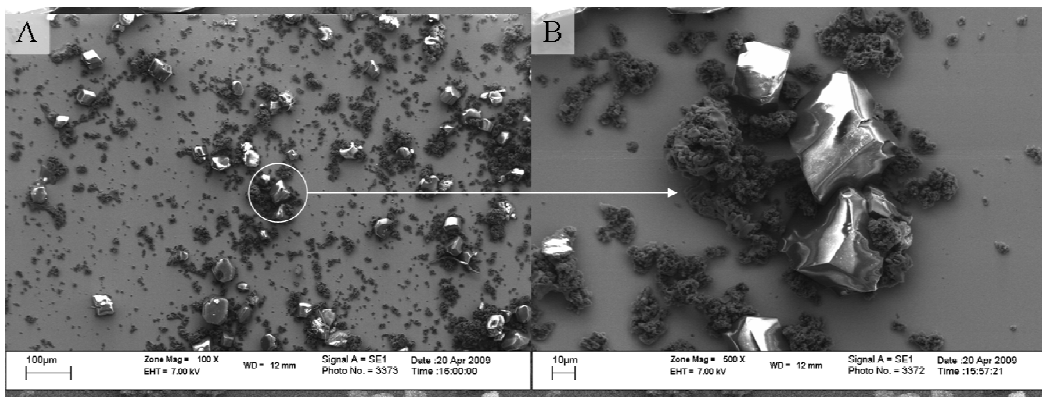 A
B
100µm
Zone Mag = 100 X
EHT = 7.00 kV
WD = 12 mm
Signal A = SE1
Photo No. = 3373
Date :20 Apr 2009
Time :16:00:00
10µm
Zone Mag = 500 X
EHT = 7.00 kV
WD = 12 mm
Signal A = SE1
Photo No. = 3372
Date :20 Apr 2009
Time :15:57:21